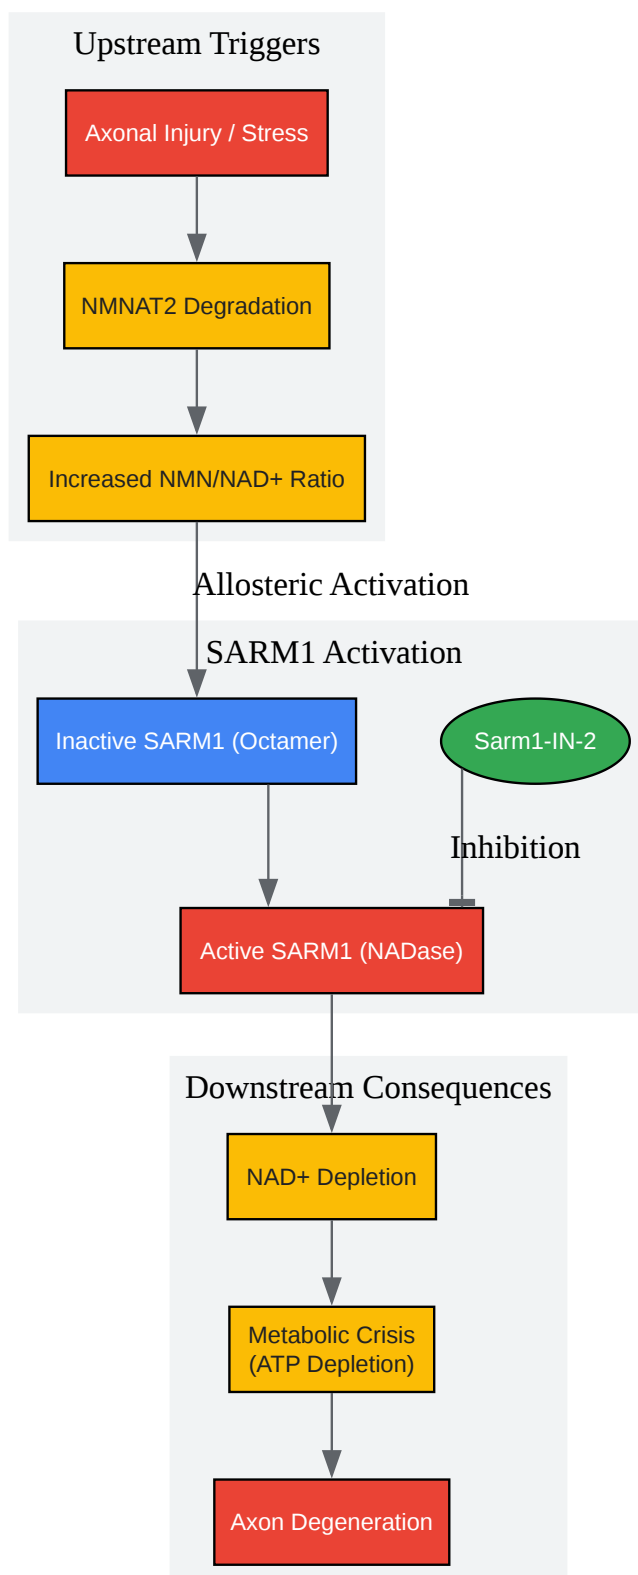 Upstream Triggers
Axonal Injury / Stress
NMNAT2 Degradation
Increased NMN/NAD+ Ratio
Allosteric Activation
SARM1 Activation
Inactive SARM1 (Octamer)
Sarm1-IN-2
Inhibition
Active SARM1 (NADase)
Downstream Consequences
NAD+ Depletion
Metabolic Crisis
(ATP Depletion)
Axon Degeneration